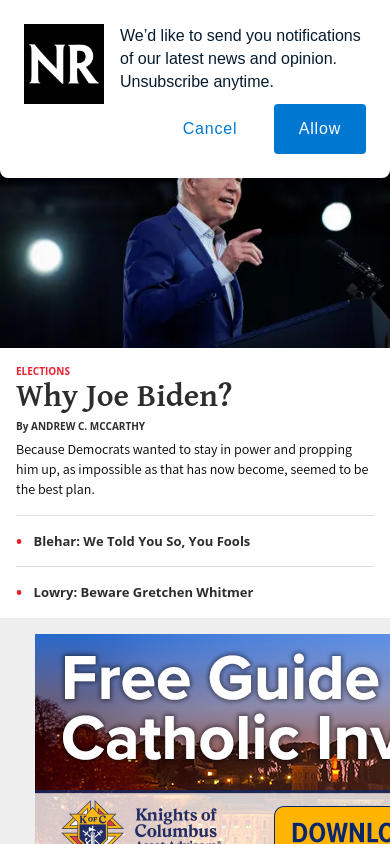 NR
We’d like to send you notifications
of our latest news and opinion.
Unsubscribe anytime.
Cancel
Allow
ELECTIONS
Why Joe Biden?
By ANDREW C. MCCARTHY
Because Democrats wanted to stay in power and propping
him up, as impossible as that has now become, seemed to be
the best plan.
• Blehar: We Told You So, You Fools
• Lowry: Beware Gretchen Whitmer
Free Guide
Catholic Inv
K of C
Knights of
Columbus
DOWNLO